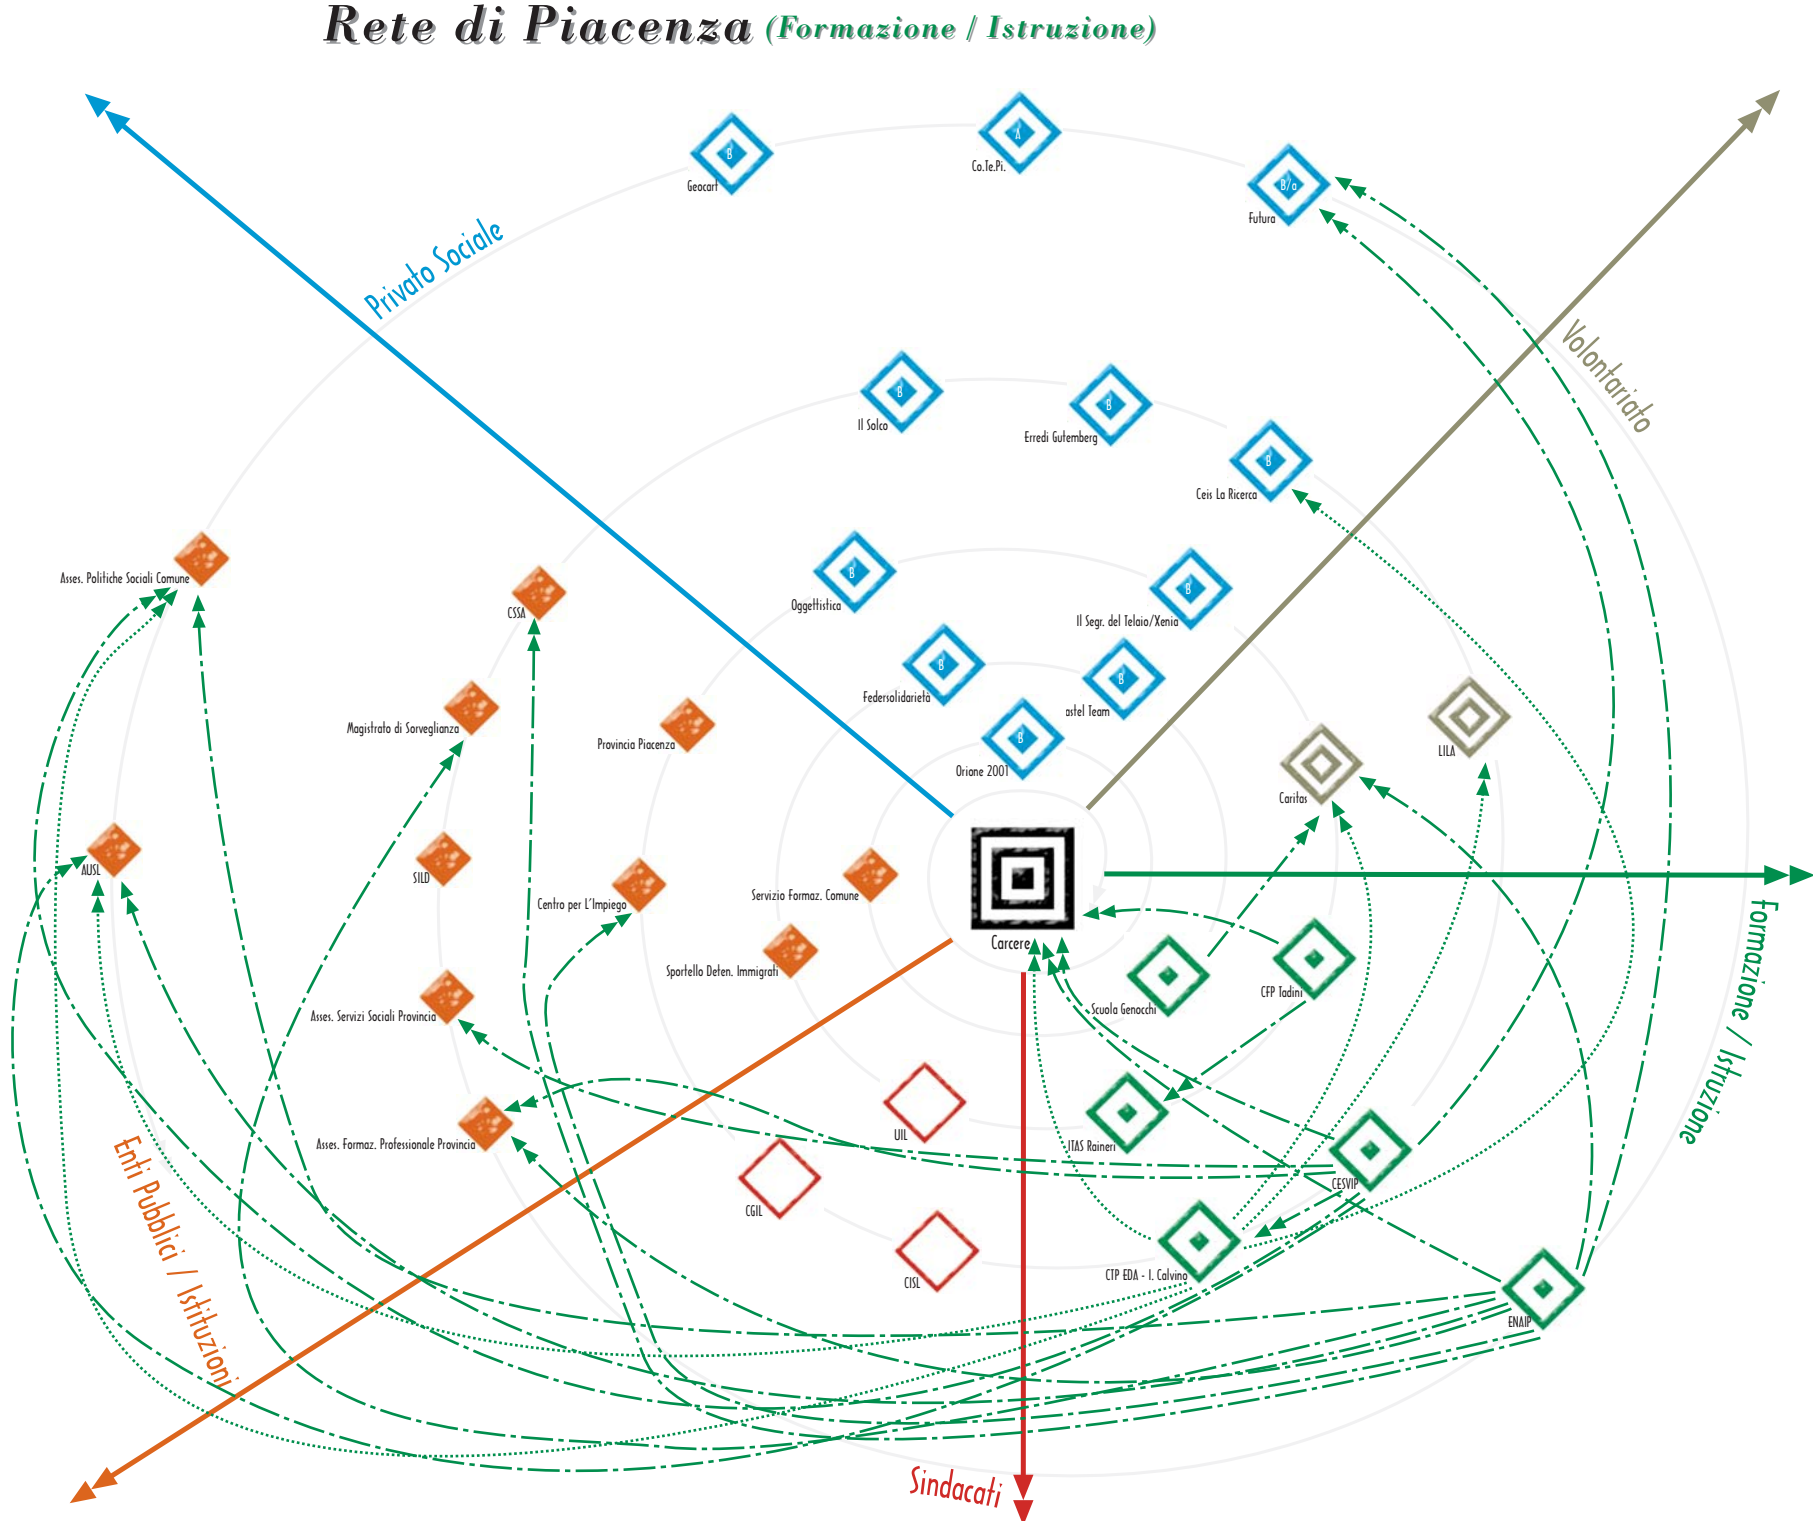 Rete di Piacenza (Formazione / Istruzione)
B
Geocart
A
Co.Te.Pi.
B/a
Futura
Privato Sociale
Volontariato
B
Il Solco
B
Erredi Gutemberg
B
Ceis La Ricerca
Asses. Politiche Sociali Comune
CSSA
B
Oggettistica
B
Il Segr. del Telaio/Xenia
B
Federsolidarietà
B
astel Team
Magistrato di Sorveglianza
Provincia Piacenza
B
Orione 2001
LILA
Caritas
AUSL
SILD
Centro per L'Impiego
Servizio Formaz. Comune
Sportello Deten. Immigrati
Carcere
Scuola Genocchi
CFP Tadini
Formazione / Istruzione
Asses. Servizi Sociali Provincia
Asses. Formaz. Professionale Provincia
UIL
ITAS Raineri
CGIL
CESVIP
CISL
CTP EDA - I. Calvino
ENAIP
Enti Pubblici / Istituzioni
Sindacati